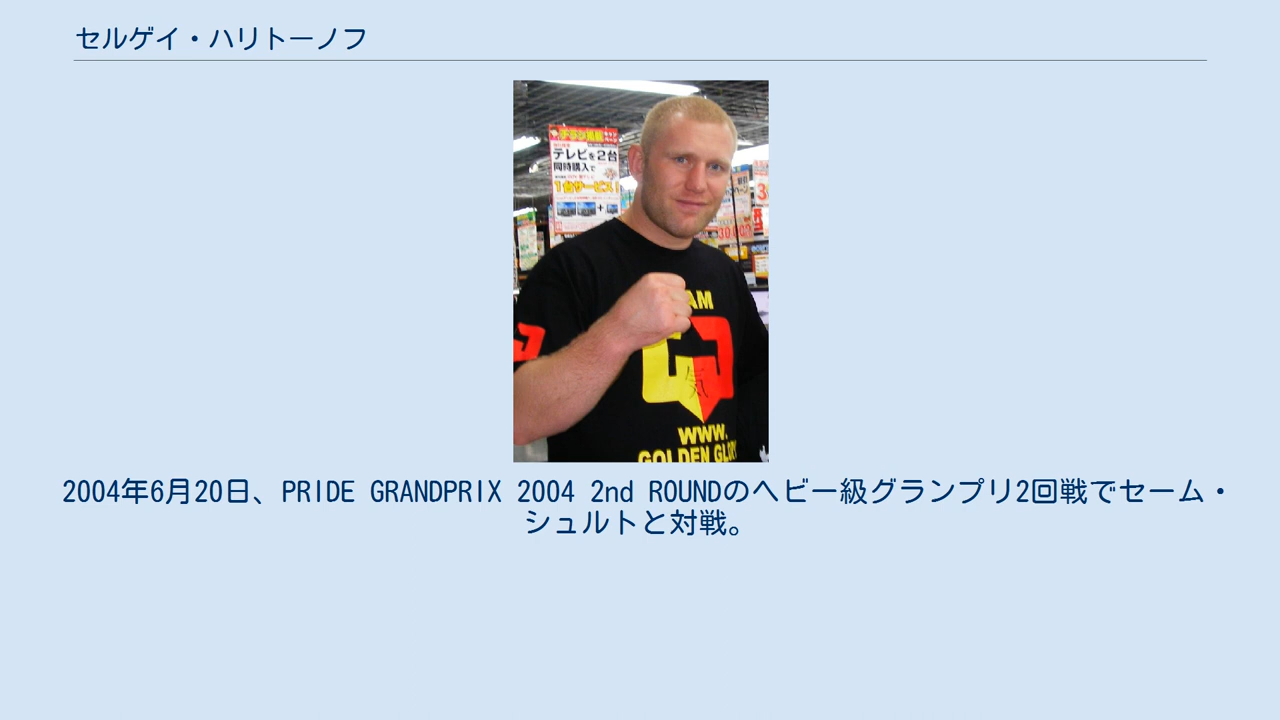 セルゲイ・ハリトーノフ
テレビを2台
同時購入で
1台サービス!
AM
気
WWW.
GOLDEN GLOR
2004年6月20日、PRIDE GRANDPRIX 2004 2nd ROUNDのヘビー級グランプリ2回戦でセーム・
シュルトと対戦。